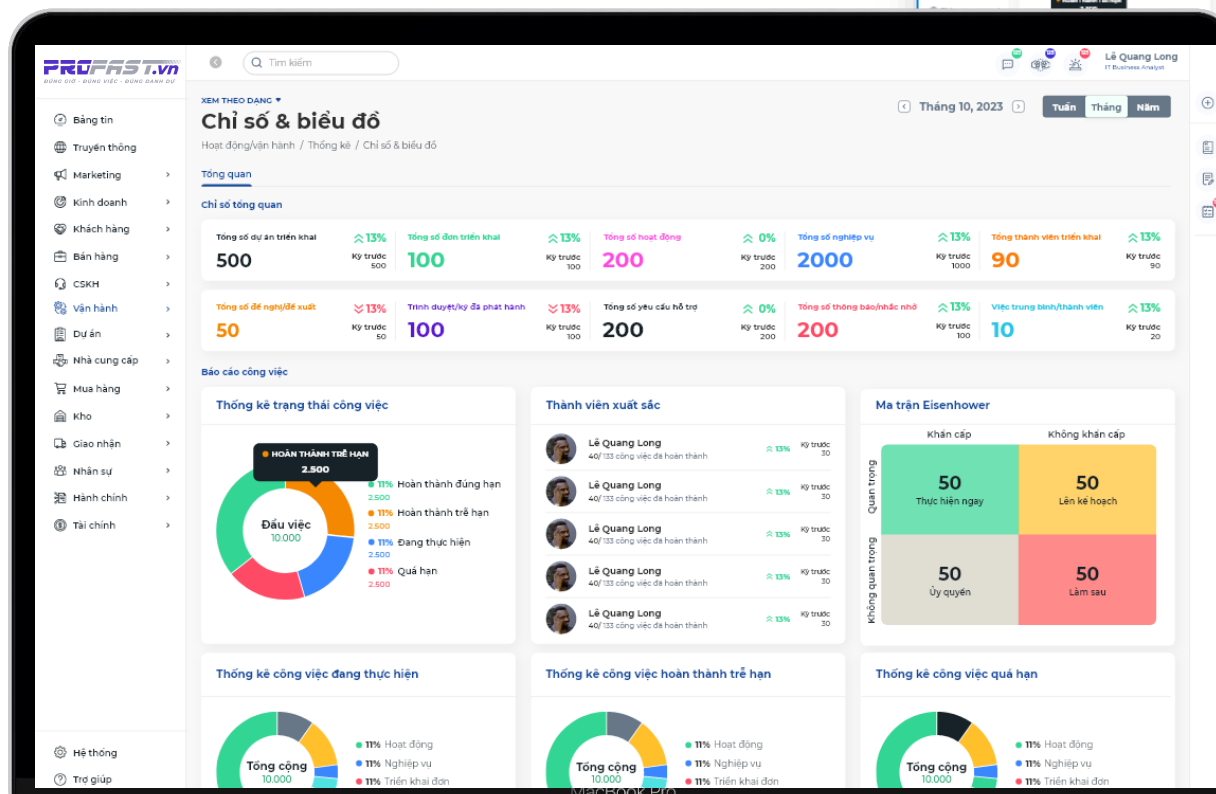 PROFAST.vn
ĐÚNG GIỜ - ĐÚNG VIỆC - ĐÚNG DANH DỰ
Tìm kiếm
Lê Quang Long
IT Business Analyst
Bảng tin
Truyền thông
Marketing
Kinh doanh
Khách hàng
Bán hàng
CSKH
Vận hành
Dự án
Nhà cung cấp
Mua hàng
Kho
Giao nhận
Nhân sự
Hành chính
Tài chính
Hệ thống
Trợ giúp
XEM THEO DẠNG
Chỉ số & biểu đồ
Hoạt động/vận hành / Thống kê / Chỉ số & biểu đồ
Tháng 10, 2023
Tuần Tháng Năm
Tổng quan
Chỉ số tổng quan
Tổng số dự án triển khai
500
13%
Kỳ trước
500
Tổng số đơn triển khai
100
13%
Kỳ trước
100
Tổng số hoạt động
200
0%
Kỳ trước
200
Tổng số nghiệp vụ
2000
13%
Kỳ trước
1000
Tổng thành viên triển khai
90
13%
Kỳ trước
90
Tổng số đề nghị/đề xuất
50
13%
Kỳ trước
50
Trình duyệt/ký đã phát hành
100
13%
Kỳ trước
100
Tổng số yêu cầu hỗ trợ
200
0%
Kỳ trước
200
Tổng số thông báo/nhắc nhở
200
13%
Kỳ trước
100
Việc trung bình/thành viên
10
13%
Kỳ trước
20
Báo cáo công việc
Thống kê trạng thái công việc
HOÀN THÀNH TRỄ HẠN
2.500
Đầu việc
10.000
11% Hoàn thành đúng hạn
2.500
11% Hoàn thành trễ hạn
2.500
11% Đang thực hiện
2.500
11% Quá hạn
2.500
Thành viên xuất sắc
Lê Quang Long
40/ 133 công việc đã hoàn thành
13%
Kỳ trước
30
Lê Quang Long
40/ 133 công việc đã hoàn thành
13%
Kỳ trước
30
Lê Quang Long
40/ 133 công việc đã hoàn thành
13%
Kỳ trước
30
Lê Quang Long
40/ 133 công việc đã hoàn thành
13%
Kỳ trước
30
Lê Quang Long
40/ 133 công việc đã hoàn thành
13%
Kỳ trước
30
Ma trận Eisenhower
Khẩn cấp
Không khẩn cấp
Quan trọng
50
Thực hiện ngay
50
Lên kế hoạch
Không quan trọng
50
Ủy quyền
50
Làm sau
Thống kê công việc đang thực hiện
Tổng cộng
10.000
11% Hoạt động
11% Nghiệp vụ
11% Triển khai đơn
Thống kê công việc hoàn thành trễ hạn
Tổng cộng
10.000
11% Hoạt động
11% Nghiệp vụ
11% Triển khai đơn
Thống kê công việc quá hạn
Tổng cộng
10.000
11% Hoạt động
11% Nghiệp vụ
11% Triển khai đơn
MacBook Pro